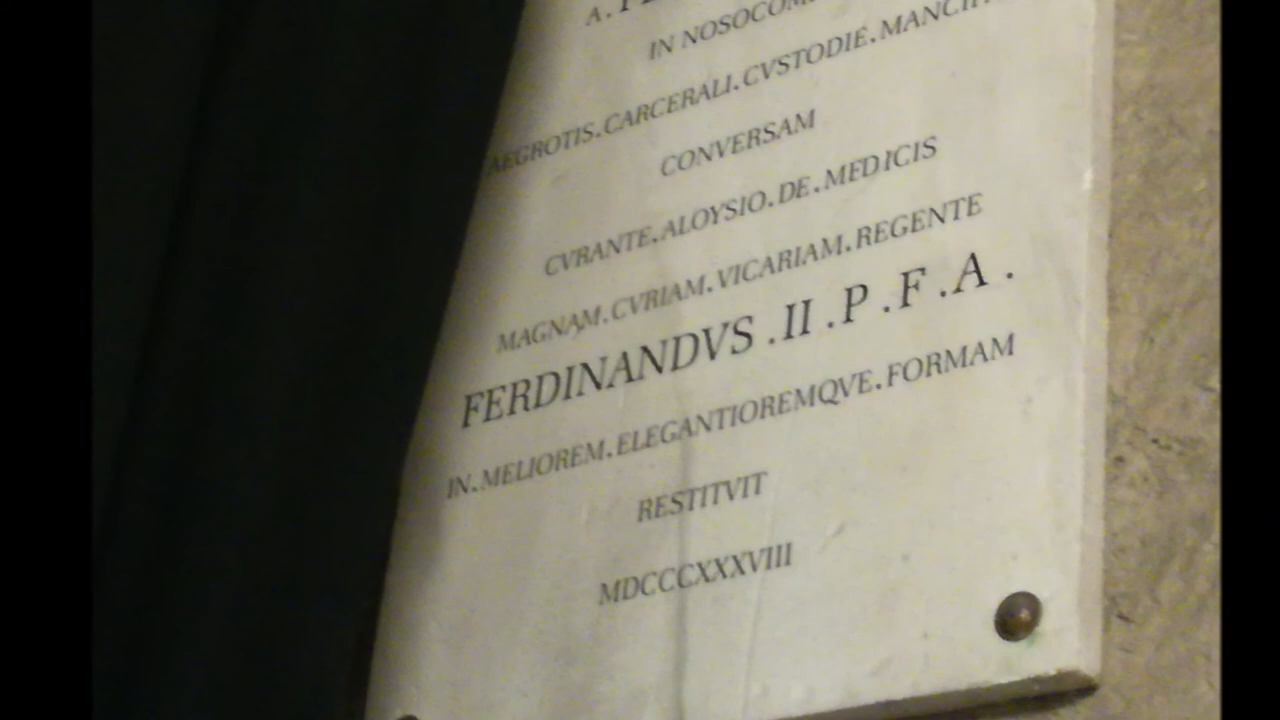 A.
IN NOSOCOM
AEGROTIS.CARCERALI.CVSTODIE.MANCIP
CONVERSAM
CVRANTE.ALOYSIO.DE.MEDICIS
MAGNAM.CVRIAM.VICARIAM.REGENTE
FERDINANDVS.II.P.F.A.
IN.MELIOREM.ELEGANTIOREMQVE.FORMAM
RESTITVIT
MDCCCXXXVIII